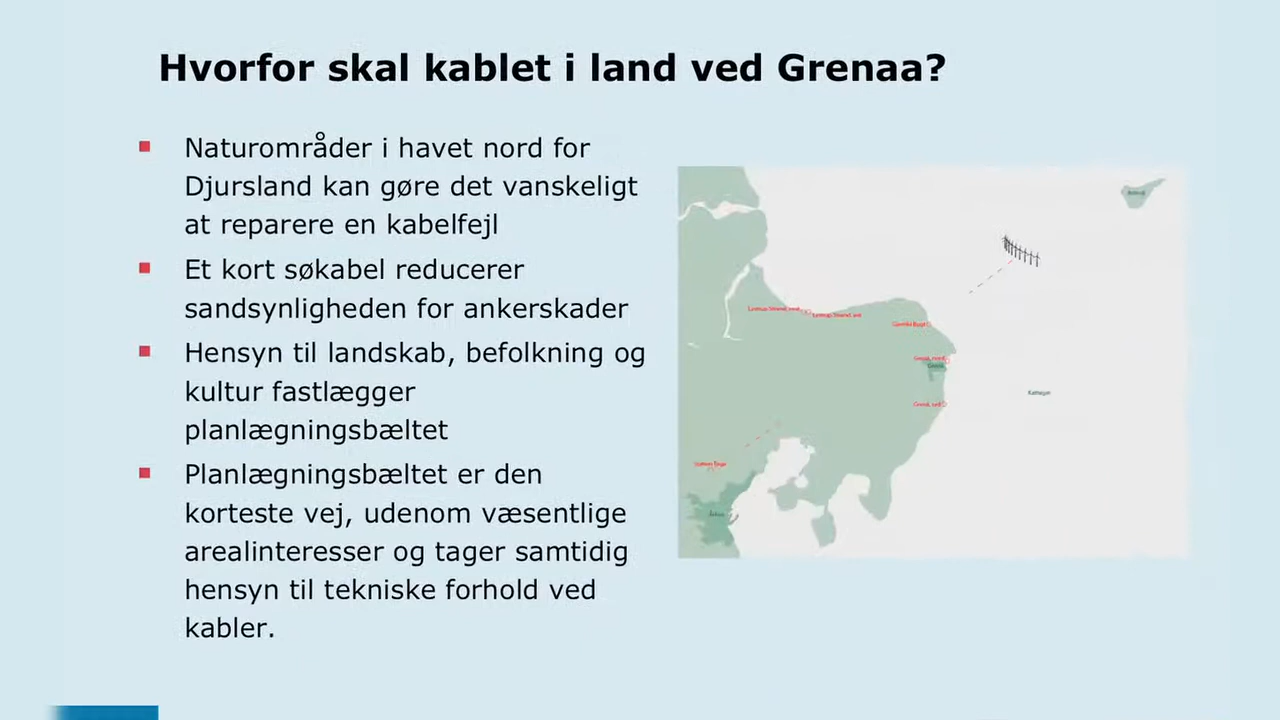 Hvorfor skal kablet i land ved Grenaa?
Naturområder i havet nord for
Djursland kan gøre det vanskeligt
at reparere en kabelfejl
Et kort søkabel reducerer
sandsynligheden for ankerskader
Hensyn til landskab, befolkning og
kultur fastlægger
planlægningsbæltet
Planlægningsbæltet er den
korteste vej, udenom væsentlige
arealinteresser og tager samtidig
hensyn til tekniske forhold ved
kabler.
Kattegat